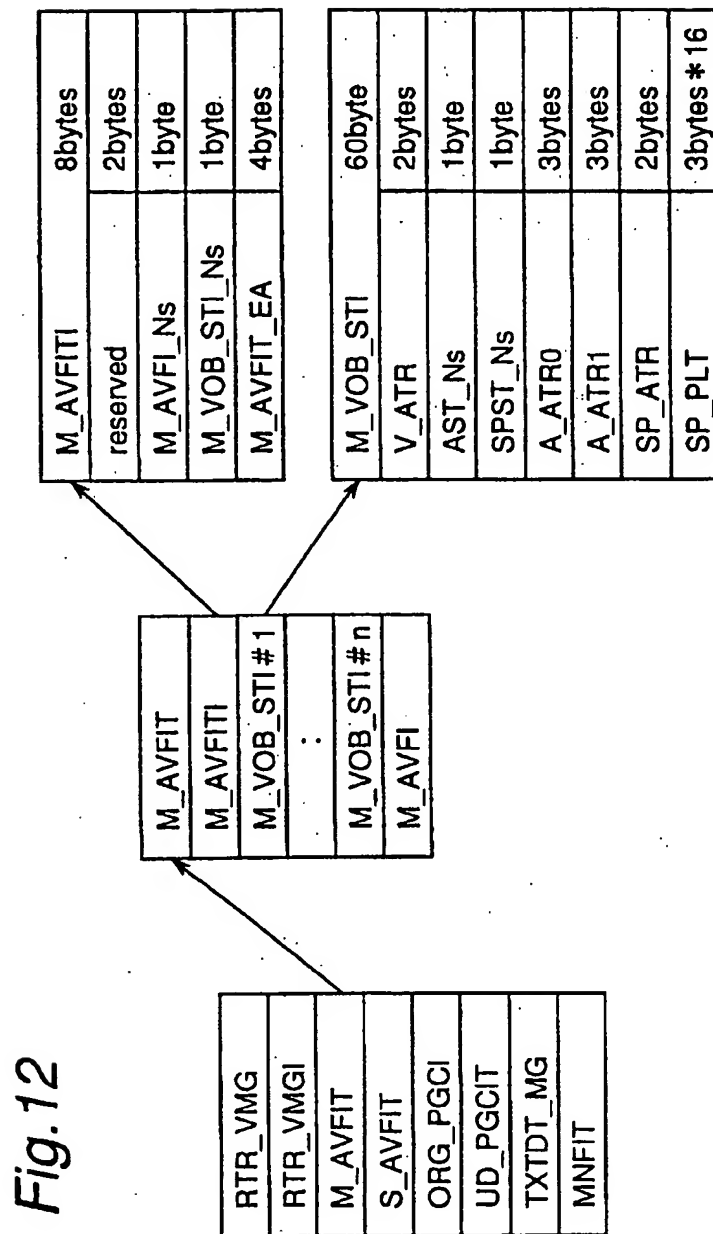 Fig.12
RTR_VMG
RTR_VMGI
M_AVFIT
S_AVFIT
ORG_PGCI
UD_PGCIT
TXTDT_MG
MNFIT
M_AVFIT
M_AVFITI
M_VOB_STI#1
:
M_VOB_STI#n
M_AVFI
M_AVFITI 8bytes
reserved 2bytes
M_AVFI_Ns 1byte
M_VOB_STI_Ns 1byte
M_AVFIT_EA 4bytes
M_VOB_STI 60byte
V_ATR 2bytes
AST_Ns 1byte
SPST_Ns 1byte
A_ATR0 3bytes
A_ATR1 3bytes
SP_ATR 2bytes
SP_PLT 3bytes*16